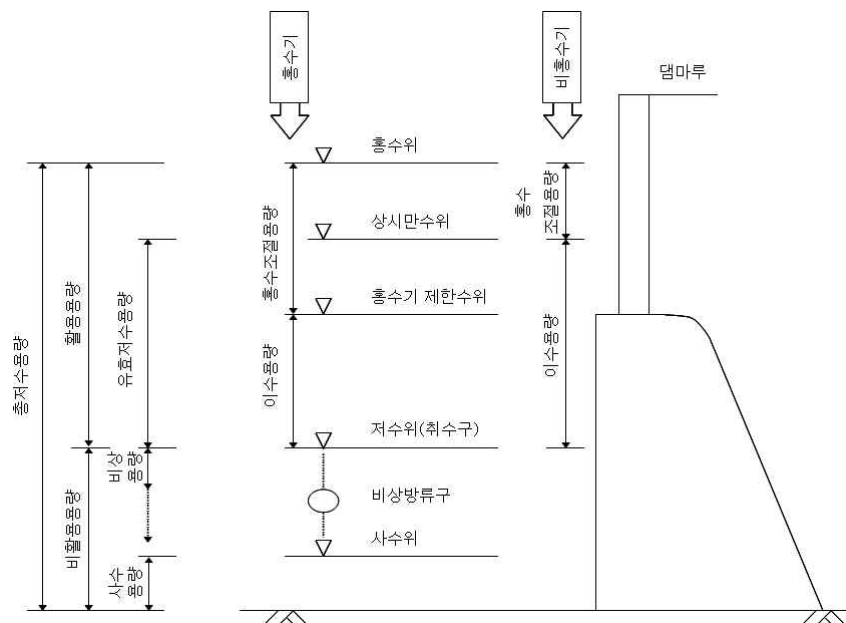 홍수기
비홍수기
댐마루
홍수위
홍수
조절용량
상시만수위
홍수조절용량
홍수기 제한수위
활용용량
유효저수용량
총저수용량
이수용량
이수용량
저수위(취수구)
비상
용량
비상방류구
비활용용량
사수위
사수
용량